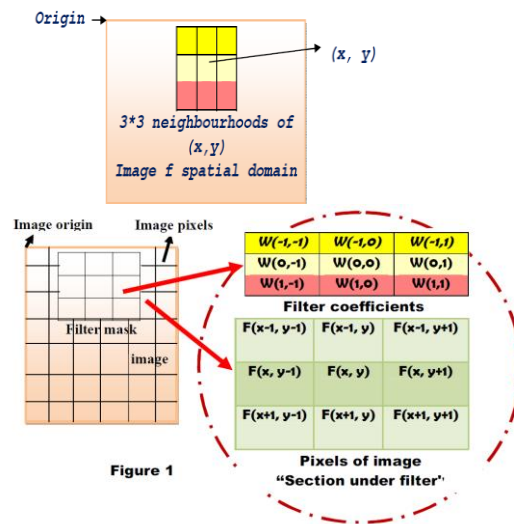 Origin
(x, y)
3*3 neighbourhoods of
(x,y)
Image f spatial domain
Image origin
Image pixels
Filter mask
image
W(-1,-1) W(-1,0) W(-1,1)
W(0,-1) W(0,0) W(0,1)
W(1,-1) W(1,0) W(1,1)
Filter coefficients
F(x-1, y-1) F(x-1, y) F(x-1, y+1)
F(x, y-1) F(x, y) F(x, y+1)
F(x+1, y-1) F(x+1, y) F(x+1, y+1)
Pixels of image
“Section under filter"
Figure 1